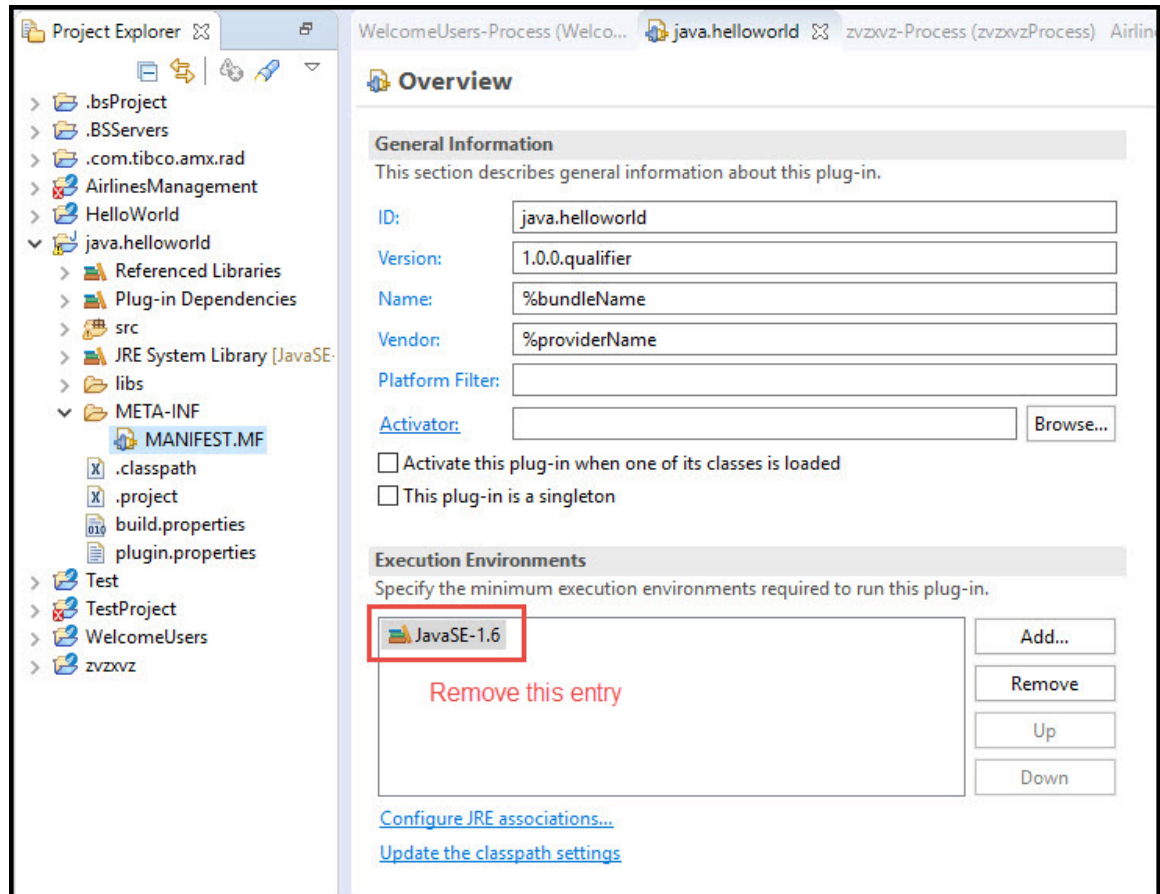 Project Explorer
.bsProject
.BSServers
.com.tibco.amx.rad
AirlinesManagement
HelloWorld
java.helloworld
Referenced Libraries
Plug-in Dependencies
src
JRE System Library [JavaSE-
libs
META-INF
MANIFEST.MF
.classpath
.project
build.properties
plugin.properties
Test
TestProject
WelcomeUsers
zvzxvz
WelcomeUsers-Process (Welco... java.helloworld zvzxvz-Process (zvzxvzProcess) Airlin
Overview
General Information
This section describes general information about this plug-in.
ID: java.helloworld
Version: 1.0.0.qualifier
Name: %bundleName
Vendor: %providerName
Platform Filter:
Activator: Browse...
Activate this plug-in when one of its classes is loaded
This plug-in is a singleton
Execution Environments
Specify the minimum execution environments required to run this plug-in.
JavaSE-1.6
Remove this entry
Add...
Remove
Up
Down
Configure JRE associations...
Update the classpath settings